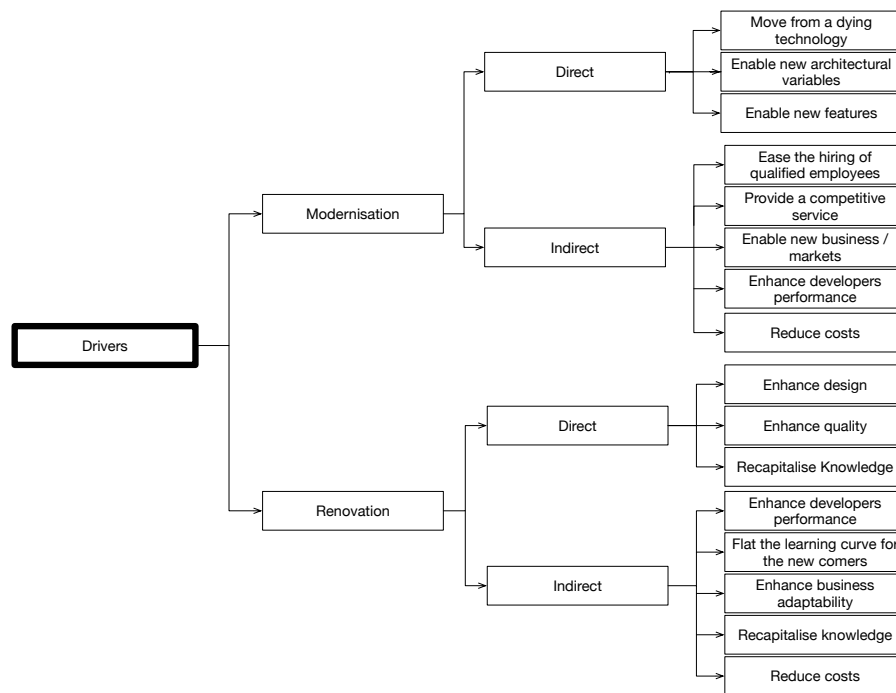 Move from a dying
technology
Direct
Enable new architectural
variables
Enable new features
Ease the hiring of
qualified employees
Modernisation
Provide a competitive
service
Indirect
Enable new business /
markets
Enhance developers
performance
Reduce costs
Drivers
Enhance design
Direct
Enhance quality
Recapitalise Knowledge
Renovation
Enhance developers
performance
Flat the learning curve for
the new comers
Indirect
Enhance business
adaptability
Recapitalise knowledge
Reduce costs